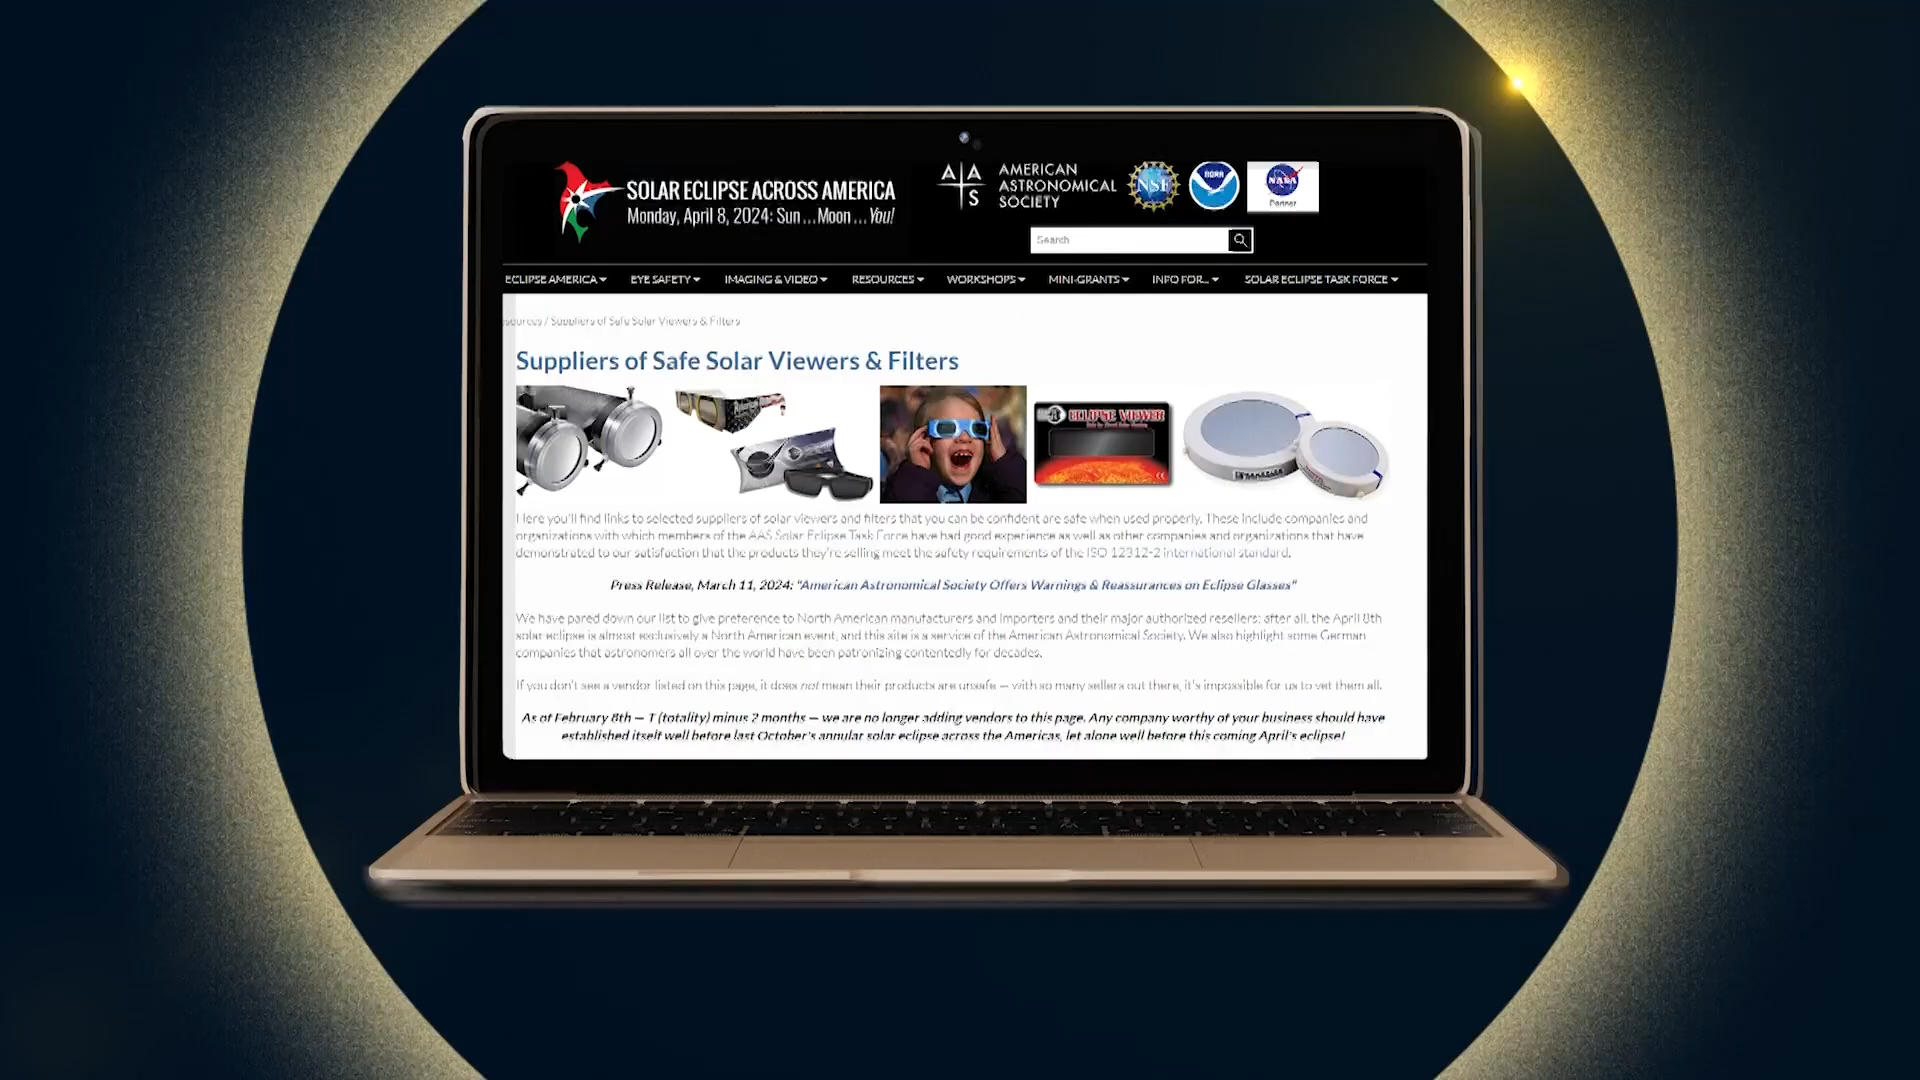 SOLAR ECLIPSE ACROSS AMERICA
Monday, April 8, 2024: Sun ... Moon ... You!
A A S
AMERICAN
ASTRONOMICAL
SOCIETY
NSF
NOAA
NASA
Partner
Search
ECLIPSE AMERICA EYE SAFETY IMAGING & VIDEO RESOURCES WORKSHOPS MINI-GRANTS INFO FOR... SOLAR ECLIPSE TASK FORCE
sources / Suppliers of Safe Solar Viewers & Filters
Suppliers of Safe Solar Viewers & Filters
ECLIPSE VIEWER
Here you'll find links to selected suppliers of solar viewers and filters that you can be confident are safe when used properly. These include companies and
organizations with which members of the AAS Solar Eclipse Task Force have had good experience as well as other companies and organizations that have
demonstrated to our satisfaction that the products they're selling meet the safety requirements of the ISO 12312-2 international standard.
Press Release, March 11, 2024: "American Astronomical Society Offers Warnings & Reassurances on Eclipse Glasses"
We have pared down our list to give preference to North American manufacturers and importers and their major authorized resellers; after all, the April 8th
solar eclipse is almost exclusively a North American event, and this site is a service of the American Astronomical Society. We also highlight some German
companies that astronomers all over the world have been patronizing contentedly for decades.
If you don't see a vendor listed on this page, it does not mean their products are unsafe — with so many sellers out there, it's impossible for us to vet them all.
As of February 8th — T (totality) minus 2 months — we are no longer adding vendors to this page. Any company worthy of your business should have
established itself well before last October's annular solar eclipse across the Americas, let alone well before this coming April's eclipse!